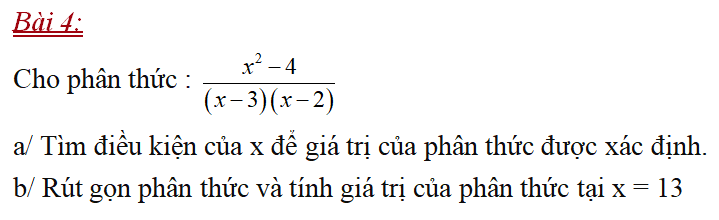 Bài 4:
Cho phân thức : \frac{x^2 - 4}{(x-3)(x-2)}
a/ Tìm điều kiện của x để giá trị của phân thức được xác định.
b/ Rút gọn phân thức và tính giá trị của phân thức tại x = 13